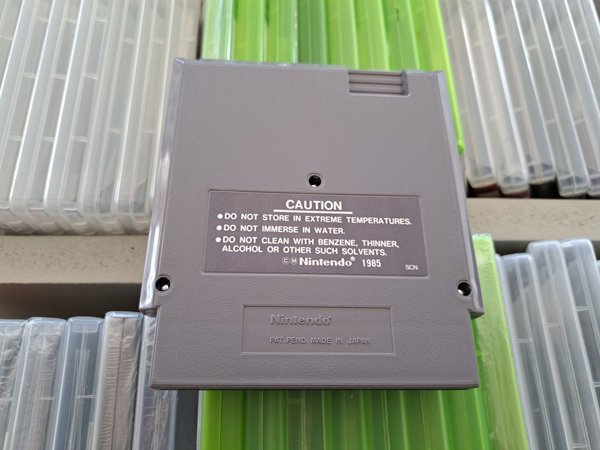 CAUTION
● DO NOT STORE IN EXTREME TEMPERATURES.
● DO NOT IMMERSE IN WATER.
● DO NOT CLEAN WITH BENZENE, THINNER,
ALCOHOL OR OTHER SUCH SOLVENTS.
©Ⓜ Nintendo® 1985
SCN
Nintendo®
PAT. PEND. MADE IN JAPAN